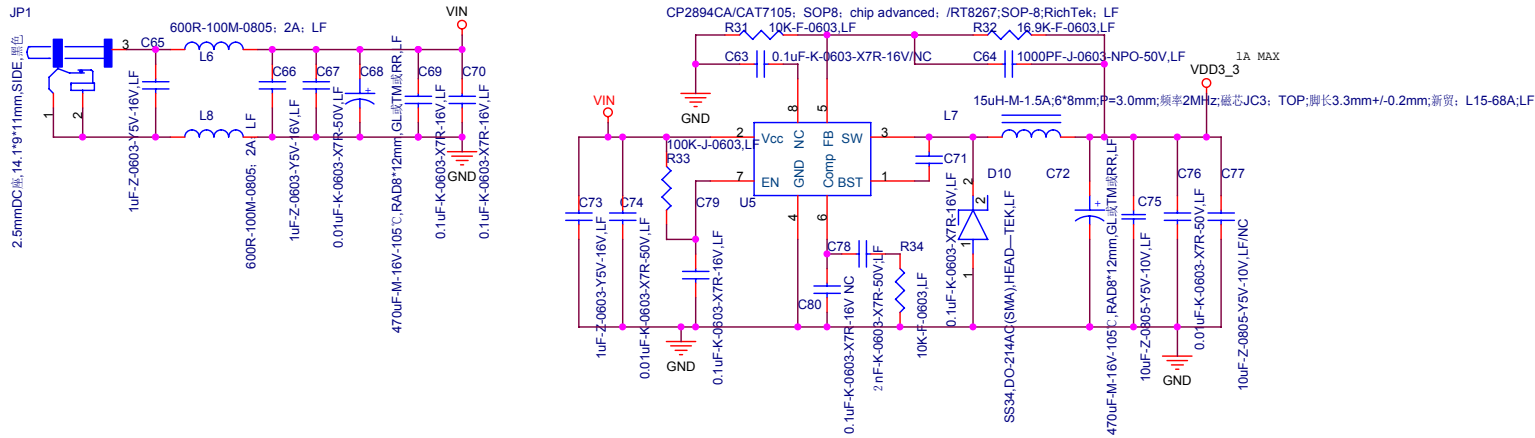 JP1
2.5mmDC座,14.1*9*11mm,SIDE,黑色
3
1
2
C65
1uF-Z-0603-Y5V-16V,LF
600R-100M-0805; 2A; LF
L6
L8
600R-100M-0805; 2A LF
C66
1uF-Z-0603-Y5V-16V,LF
C67
0.01uF-K-0603-X7R-50V,LF
C68
+
470uF-M-16V-105℃,RAD8*12mm,GL或TM或RR,LF
C69
0.1uF-K-0603-X7R-16V,LF
C70
0.1uF-K-0603-X7R-16V,LF
VIN
GND
CP2894CA/CAT7105; SOP8; chip advanced; /RT8267;SOP-8;RichTek; LF
R31
10K-F-0603,LF
R32
16.9K-F-0603,LF
C63
0.1uF-K-0603-X7R-16V/NC
C64
1000PF-J-0603-NPO-50V,LF
GND
1A MAX
VDD3_3
15uH-M-1.5A;6*8mm;P=3.0mm;频率2MHz;磁芯JC3; TOP;脚长3.3mm+/-0.2mm;新贸; L15-68A;LF
L7
VIN
100K-J-0603,LF
R33
2
7
8
5
3
1
4
6
Vcc
EN
NC
GND
FB
Comp
SW
BST
U5
C71
0.1uF-K-0603-X7R-16V,LF
D10
2
2
1
1
SS34,DO-214AC(SMA),HEAD—TEK,LF
C72
+
470uF-M-16V-105℃,RAD8*12mm,GL或TM或RR,LF
C75
10uF-Z-0805-Y5V-10V,LF
C76
0.01uF-K-0603-X7R-50V,LF
C77
10uF-Z-0805-Y5V-10V,LF/NC
C73
1uF-Z-0603-Y5V-16V,LF
C74
0.01uF-K-0603-X7R-50V,LF
C79
0.1uF-K-0603-X7R-16V,LF
C78
2nF-K-0603-X7R-50V;LF
C80
0.1uF-K-0603-X7R-16V NC
R34
10K-F-0603,LF
GND
GND